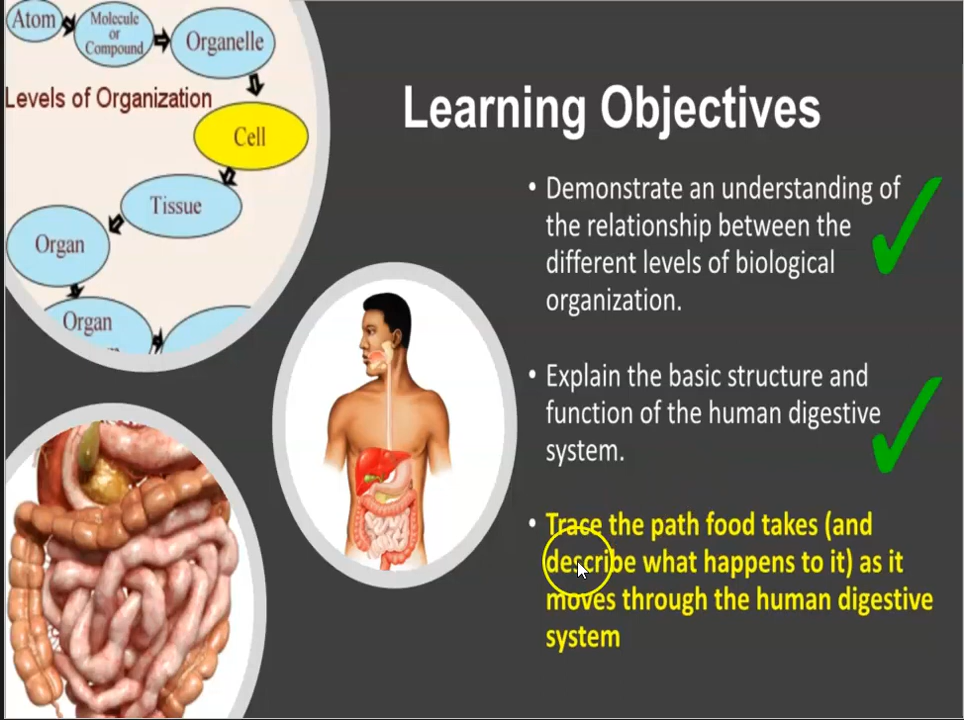 Atom
Molecule
or
Compound
Organelle
Levels of Organization
Cell
Tissue
Organ
Organ
Learning Objectives
• Demonstrate an understanding of
the relationship between the
different levels of biological
organization.
• Explain the basic structure and
function of the human digestive
system.
• Trace the path food takes (and
describe what happens to it) as it
moves through the human digestive
system